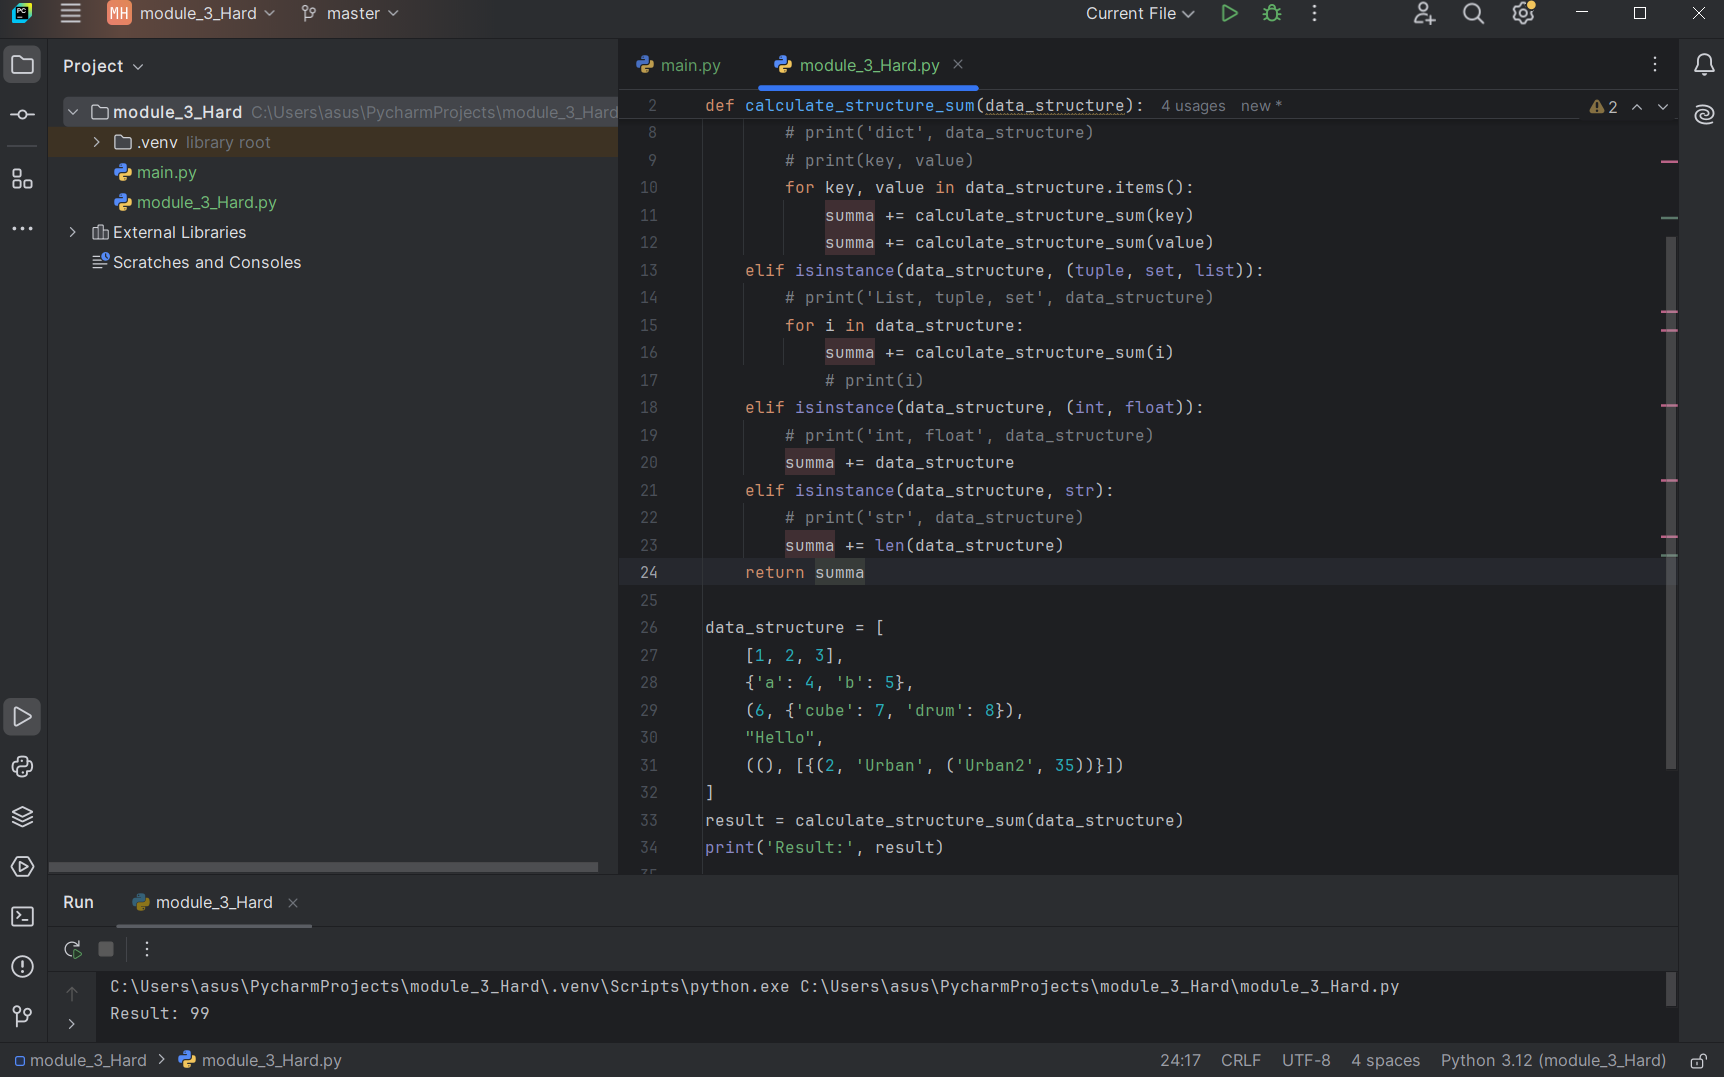 MH module_3_Hard master Current File
Project
main.py module_3_Hard.py
module_3_Hard C:\Users\asus\PycharmProjects\module_3_Hard
.venv library root
main.py
module_3_Hard.py
External Libraries
Scratches and Consoles
2 def calculate_structure_sum(data_structure): 4 usages new * 2
8 # print('dict', data_structure)
9 # print(key, value)
10 for key, value in data_structure.items():
11 summa += calculate_structure_sum(key)
12 summa += calculate_structure_sum(value)
13 elif isinstance(data_structure, (tuple, set, list)):
14 # print('List, tuple, set', data_structure)
15 for i in data_structure:
16 summa += calculate_structure_sum(i)
17 # print(i)
18 elif isinstance(data_structure, (int, float)):
19 # print('int, float', data_structure)
20 summa += data_structure
21 elif isinstance(data_structure, str):
22 # print('str', data_structure)
23 summa += len(data_structure)
24 return summa
25
26 data_structure = [
27 [1, 2, 3],
28 {'a': 4, 'b': 5},
29 (6, {'cube': 7, 'drum': 8}),
30 "Hello",
31 ((), [{(2, 'Urban', ('Urban2', 35))}])
32 ]
33 result = calculate_structure_sum(data_structure)
34 print('Result:', result)
Run module_3_Hard
C:\Users\asus\PycharmProjects\module_3_Hard\.venv\Scripts\python.exe C:\Users\asus\PycharmProjects\module_3_Hard\module_3_Hard.py
Result: 99
module_3_Hard module_3_Hard.py 24:17 CRLF UTF-8 4 spaces Python 3.12 (module_3_Hard)